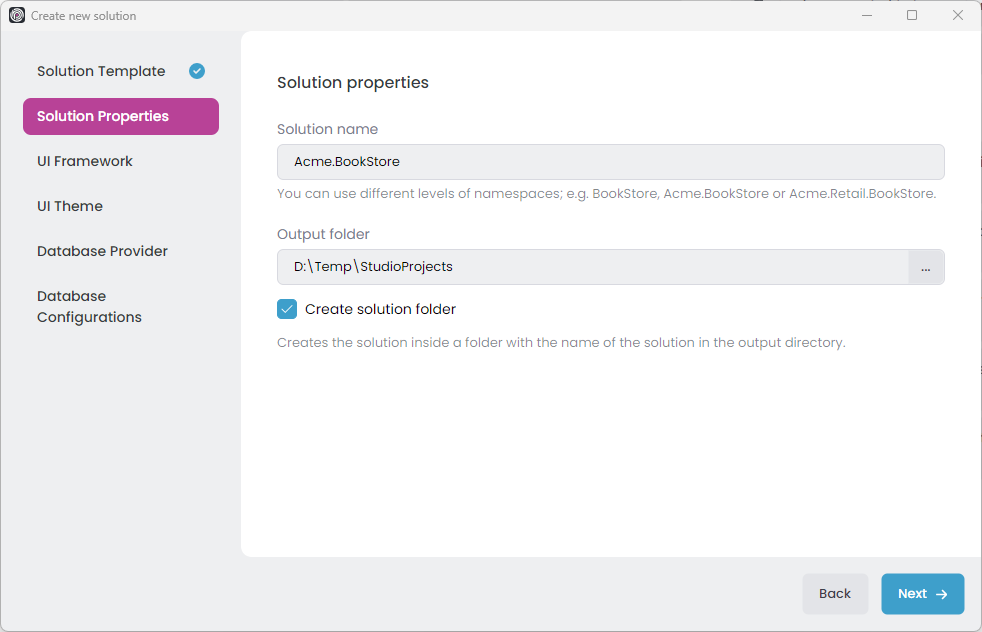 Create new solution
Solution Template
Solution Properties
UI Framework
UI Theme
Database Provider
Database
Configurations
Solution properties
Solution name
Acme.BookStore
You can use different levels of namespaces; e.g. BookStore, Acme.BookStore or Acme.Retail.BookStore.
Output folder
D:\Temp\StudioProjects
...
Create solution folder
Creates the solution inside a folder with the name of the solution in the output directory.
Back
Next →